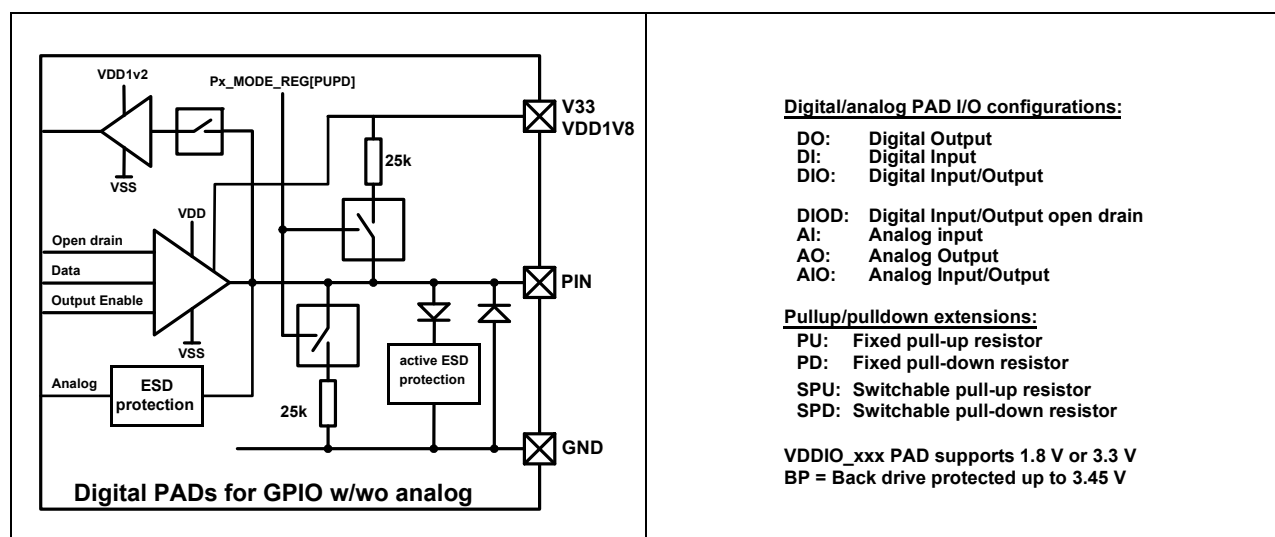 VDD1v2
Px_MODE_REG[PUPD]
V33
VDD1V8
25k
VSS
VDD
Open drain
Data
Output Enable
PIN
VSS
Analog
ESD
protection
25k
active ESD
protection
GND
Digital PADs for GPIO w/wo analog
Digital/analog PAD I/O configurations:
DO: Digital Output
DI: Digital Input
DIO: Digital Input/Output
DIOD: Digital Input/Output open drain
AI: Analog input
AO: Analog Output
AIO: Analog Input/Output
Pullup/pulldown extensions:
PU: Fixed pull-up resistor
PD: Fixed pull-down resistor
SPU: Switchable pull-up resistor
SPD: Switchable pull-down resistor
VDDIO_xxx PAD supports 1.8 V or 3.3 V
BP = Back drive protected up to 3.45 V